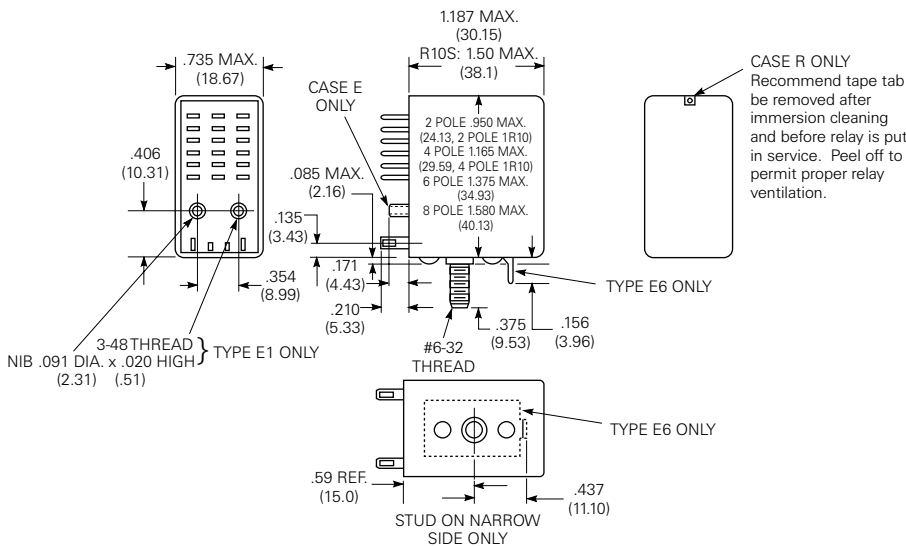 1.187 MAX.
(30.15)
R10S: 1.50 MAX.
(38.1)
.735 MAX.
(18.67)
CASE E
ONLY
CASE R ONLY
Recommend tape tab
be removed after
immersion cleaning
and before relay is put
in service. Peel off to
permit proper relay
ventilation.
2 POLE .950 MAX.
(24.13, 2 POLE 1R10)
4 POLE 1.165 MAX.
(29.59, 4 POLE 1R10)
6 POLE 1.375 MAX.
(34.93)
8 POLE 1.580 MAX.
(40.13)
.406
(10.31)
.085 MAX.
(2.16)
.135
(3.43)
.354
(8.99)
.171
(4.43)
.210
(5.33)
TYPE E6 ONLY
.375
(9.53)
.156
(3.96)
#6-32
THREAD
3-48 THREAD
NIB .091 DIA. x .020 HIGH } TYPE E1 ONLY
(2.31) (.51)
TYPE E6 ONLY
.59 REF.
(15.0)
.437
(11.10)
STUD ON NARROW
SIDE ONLY